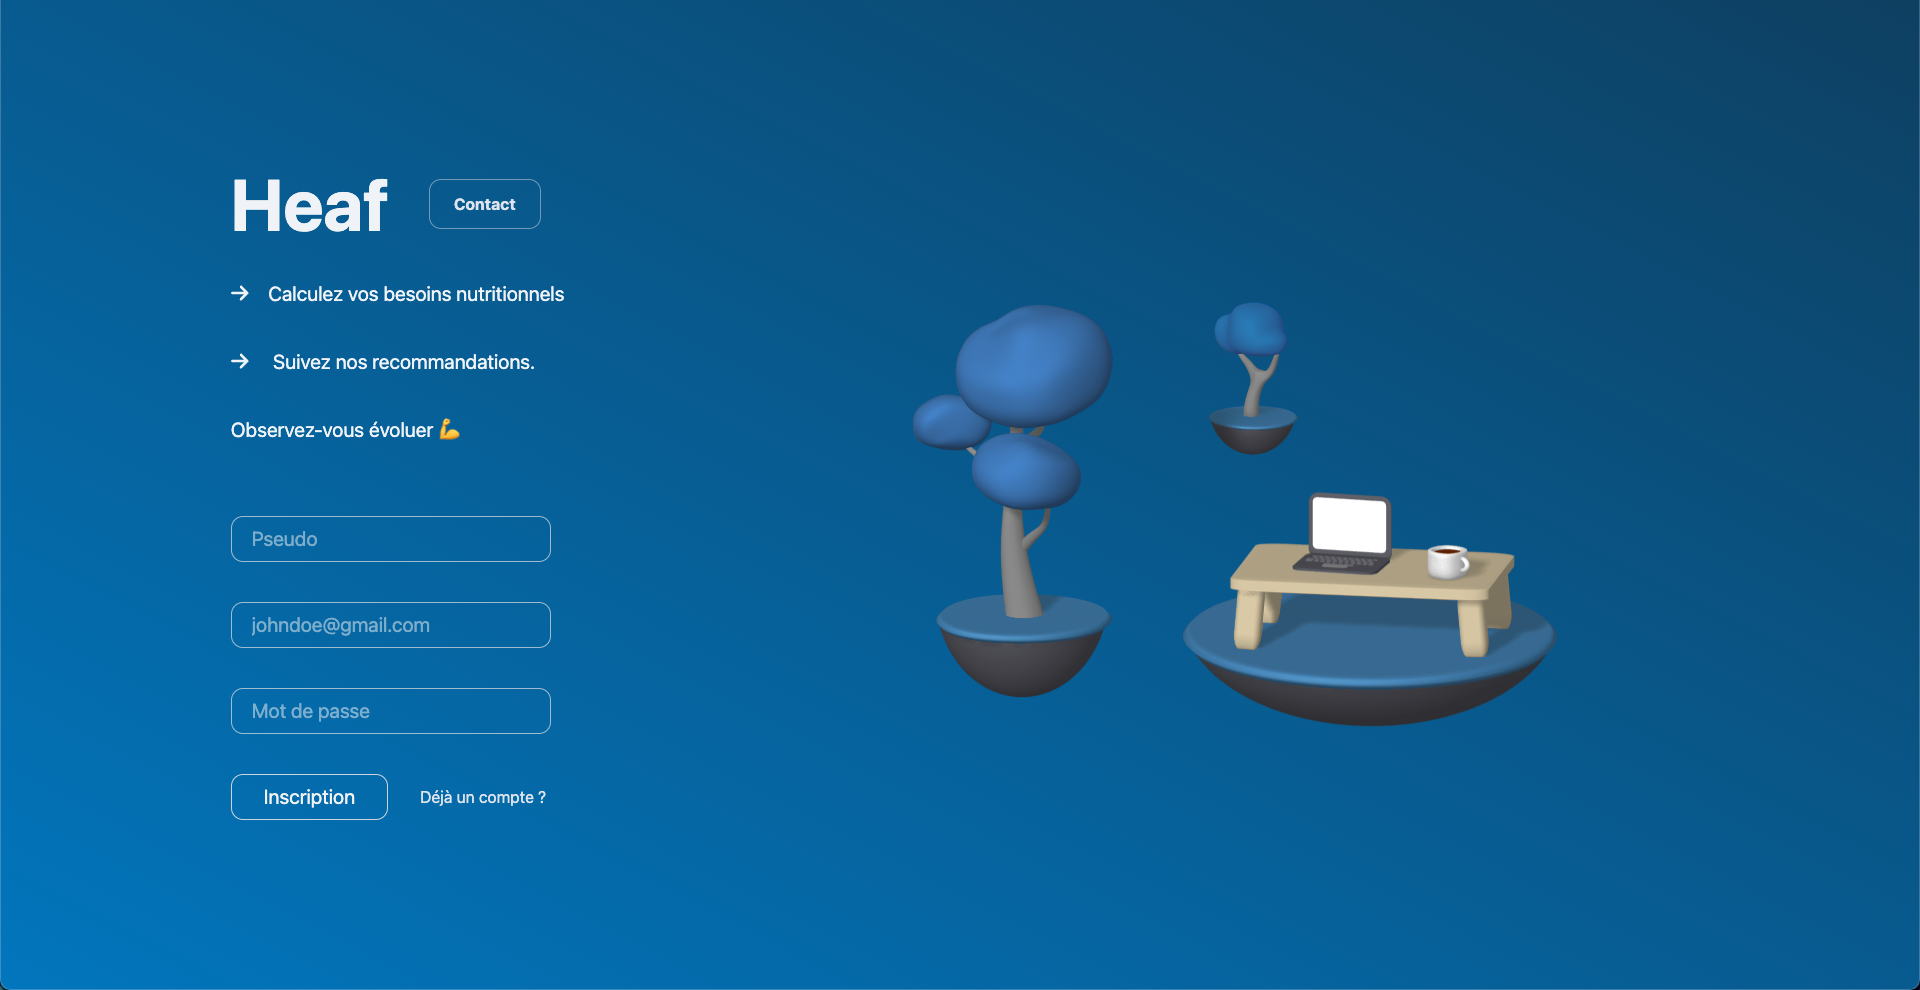 Heaf
Contact
→ Calculez vos besoins nutritionnels
→ Suivez nos recommandations.
Observez-vous évoluer 💪
Pseudo
johndoe@gmail.com
Mot de passe
Inscription
Déjà un compte ?